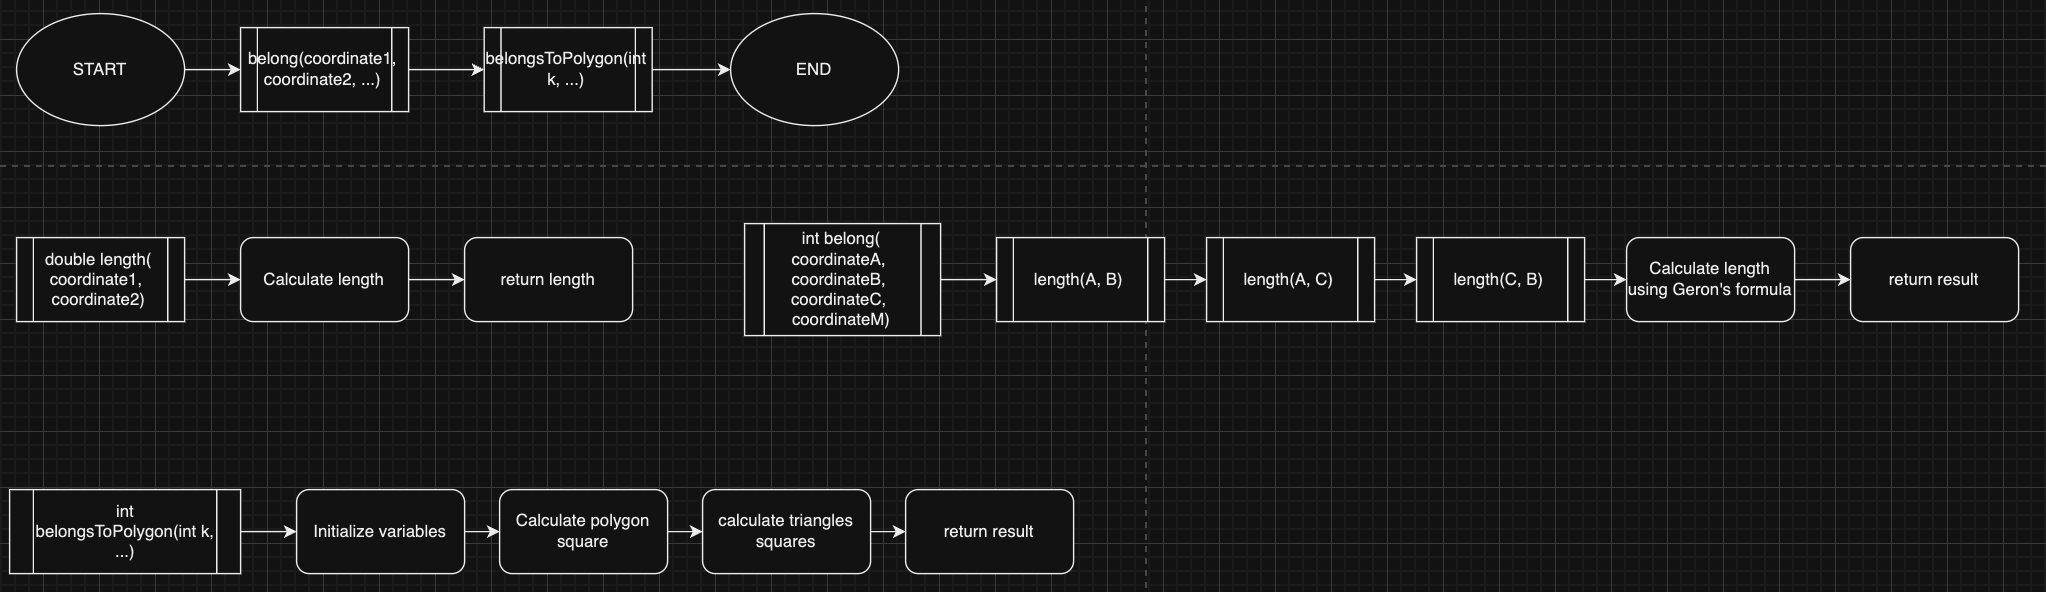 START
belong(coordinate1,
coordinate2, ...)
belongsToPolygon(int
k, ...)
END
double length(
coordinate1,
coordinate2)
Calculate length
return length
int belong(
coordinateA,
coordinateB,
coordinateC,
coordinateM)
length(A, B)
length(A, C)
length(C, B)
Calculate length
using Geron's formula
return result
int
belongsToPolygon(int k,
...)
Initialize variables
Calculate polygon
square
calculate triangles
squares
return result